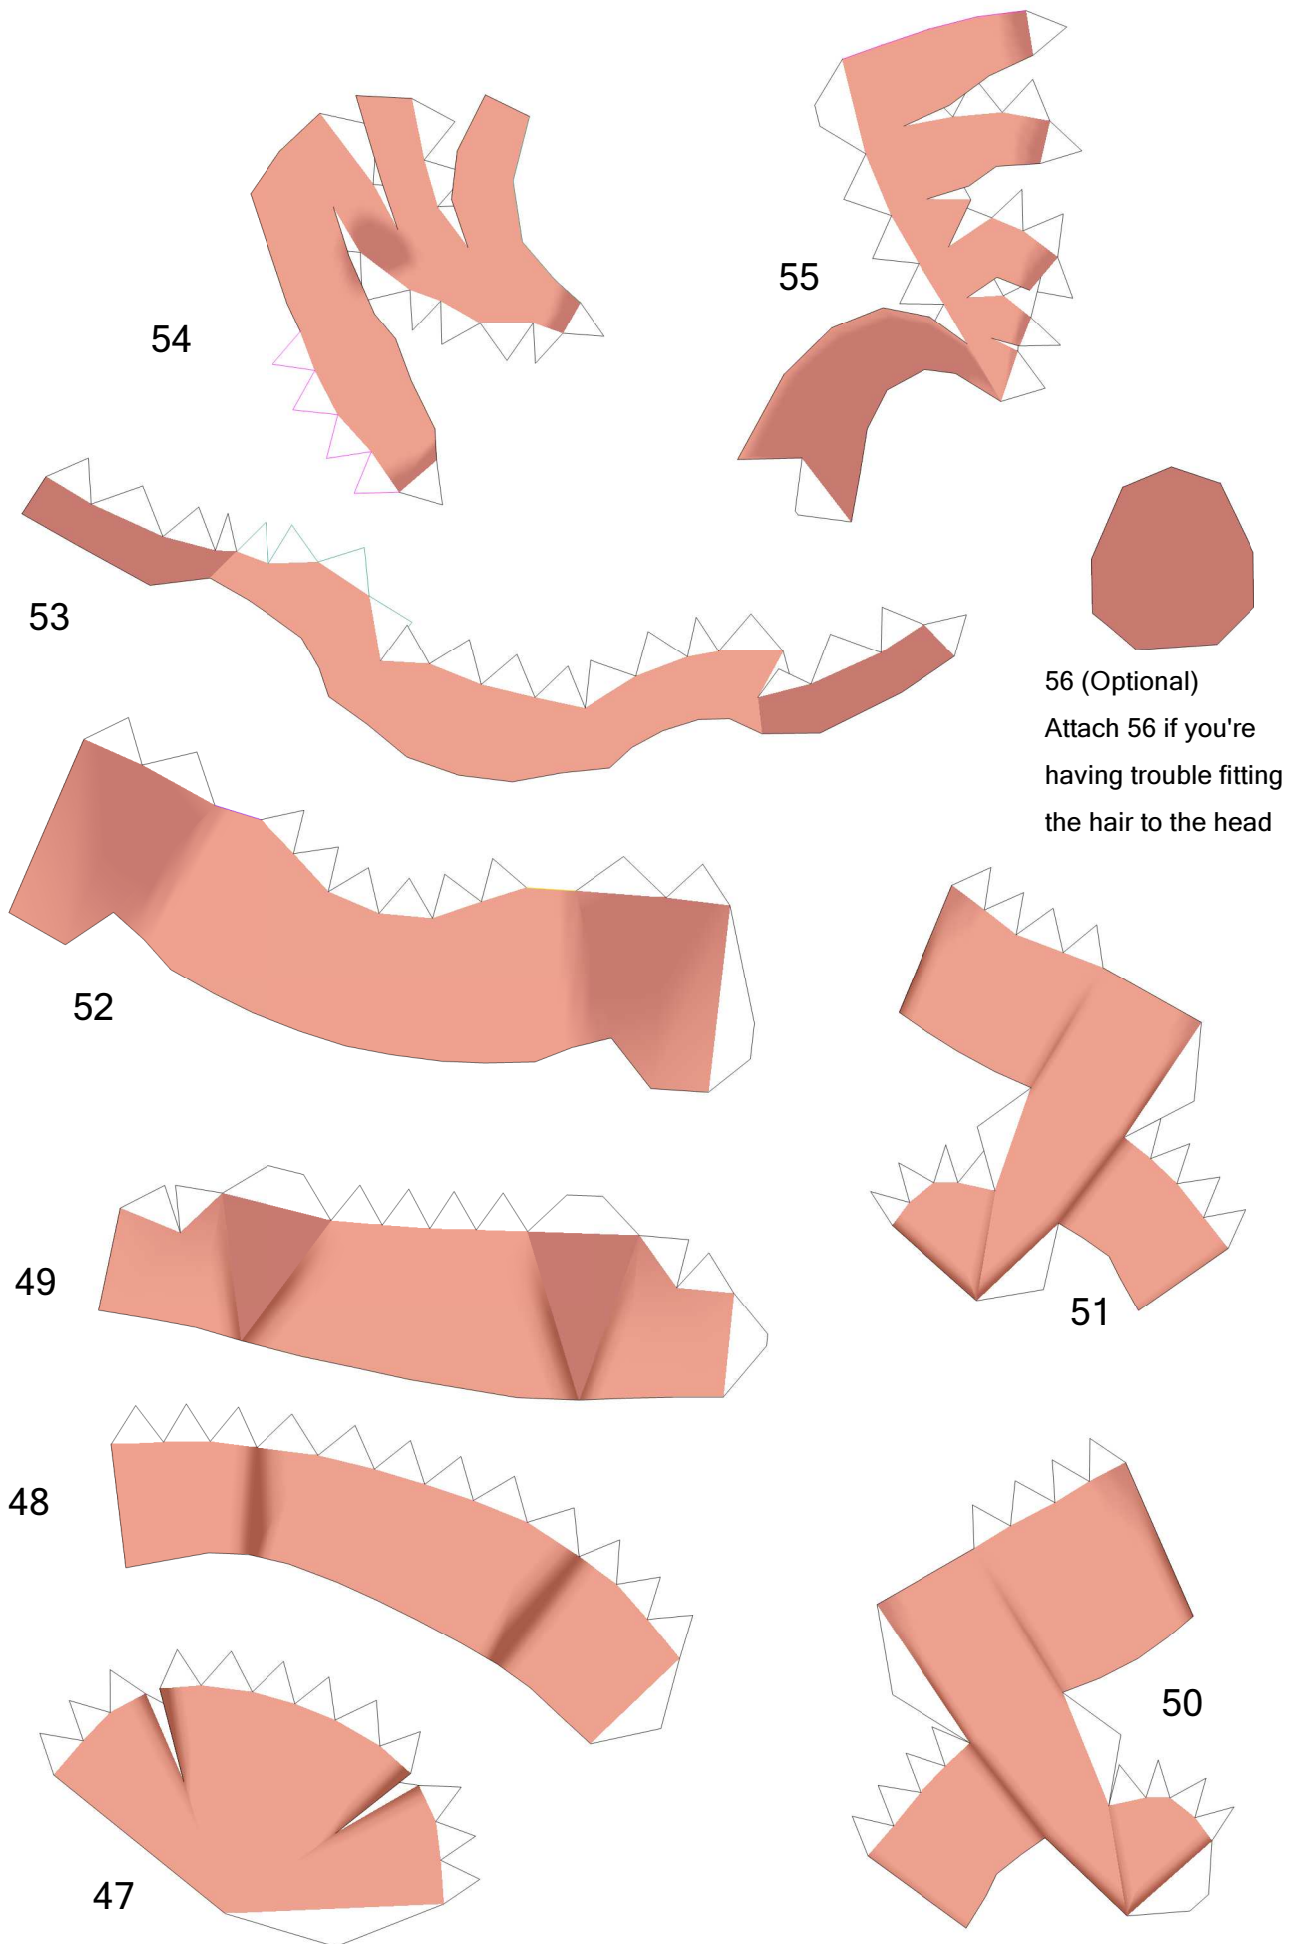 54
55
53
56 (Optional)
Attach 56 if you're
having trouble fitting
the hair to the head
52
49
51
48
50
47